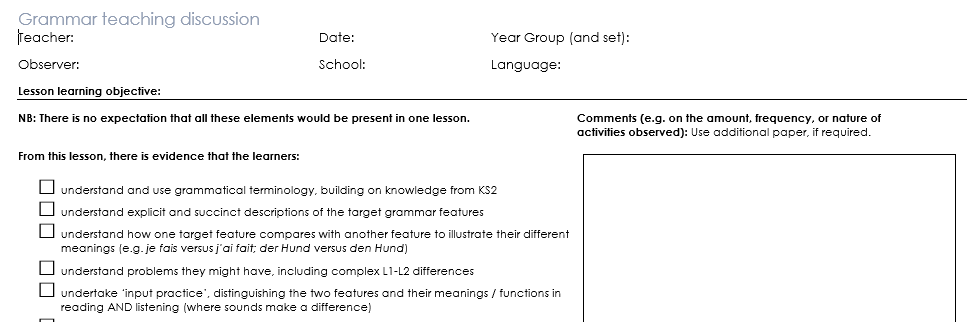 Grammar teaching discussion
Teacher: Date: Year Group (and set):
Observer: School: Language:
Lesson learning objective:
NB: There is no expectation that all these elements would be present in one lesson.
Comments (e.g. on the amount, frequency, or nature of
activities observed): Use additional paper, if required.
From this lesson, there is evidence that the learners:
understand and use grammatical terminology, building on knowledge from KS2
understand explicit and succinct descriptions of the target grammar features
understand how one target feature compares with another feature to illustrate their different
meanings (e.g. je fais versus j'ai fait; der Hund versus den Hund)
understand problems they might have, including complex L1-L2 differences
undertake 'input practice', distinguishing the two features and their meanings / functions in
reading AND listening (where sounds make a difference)